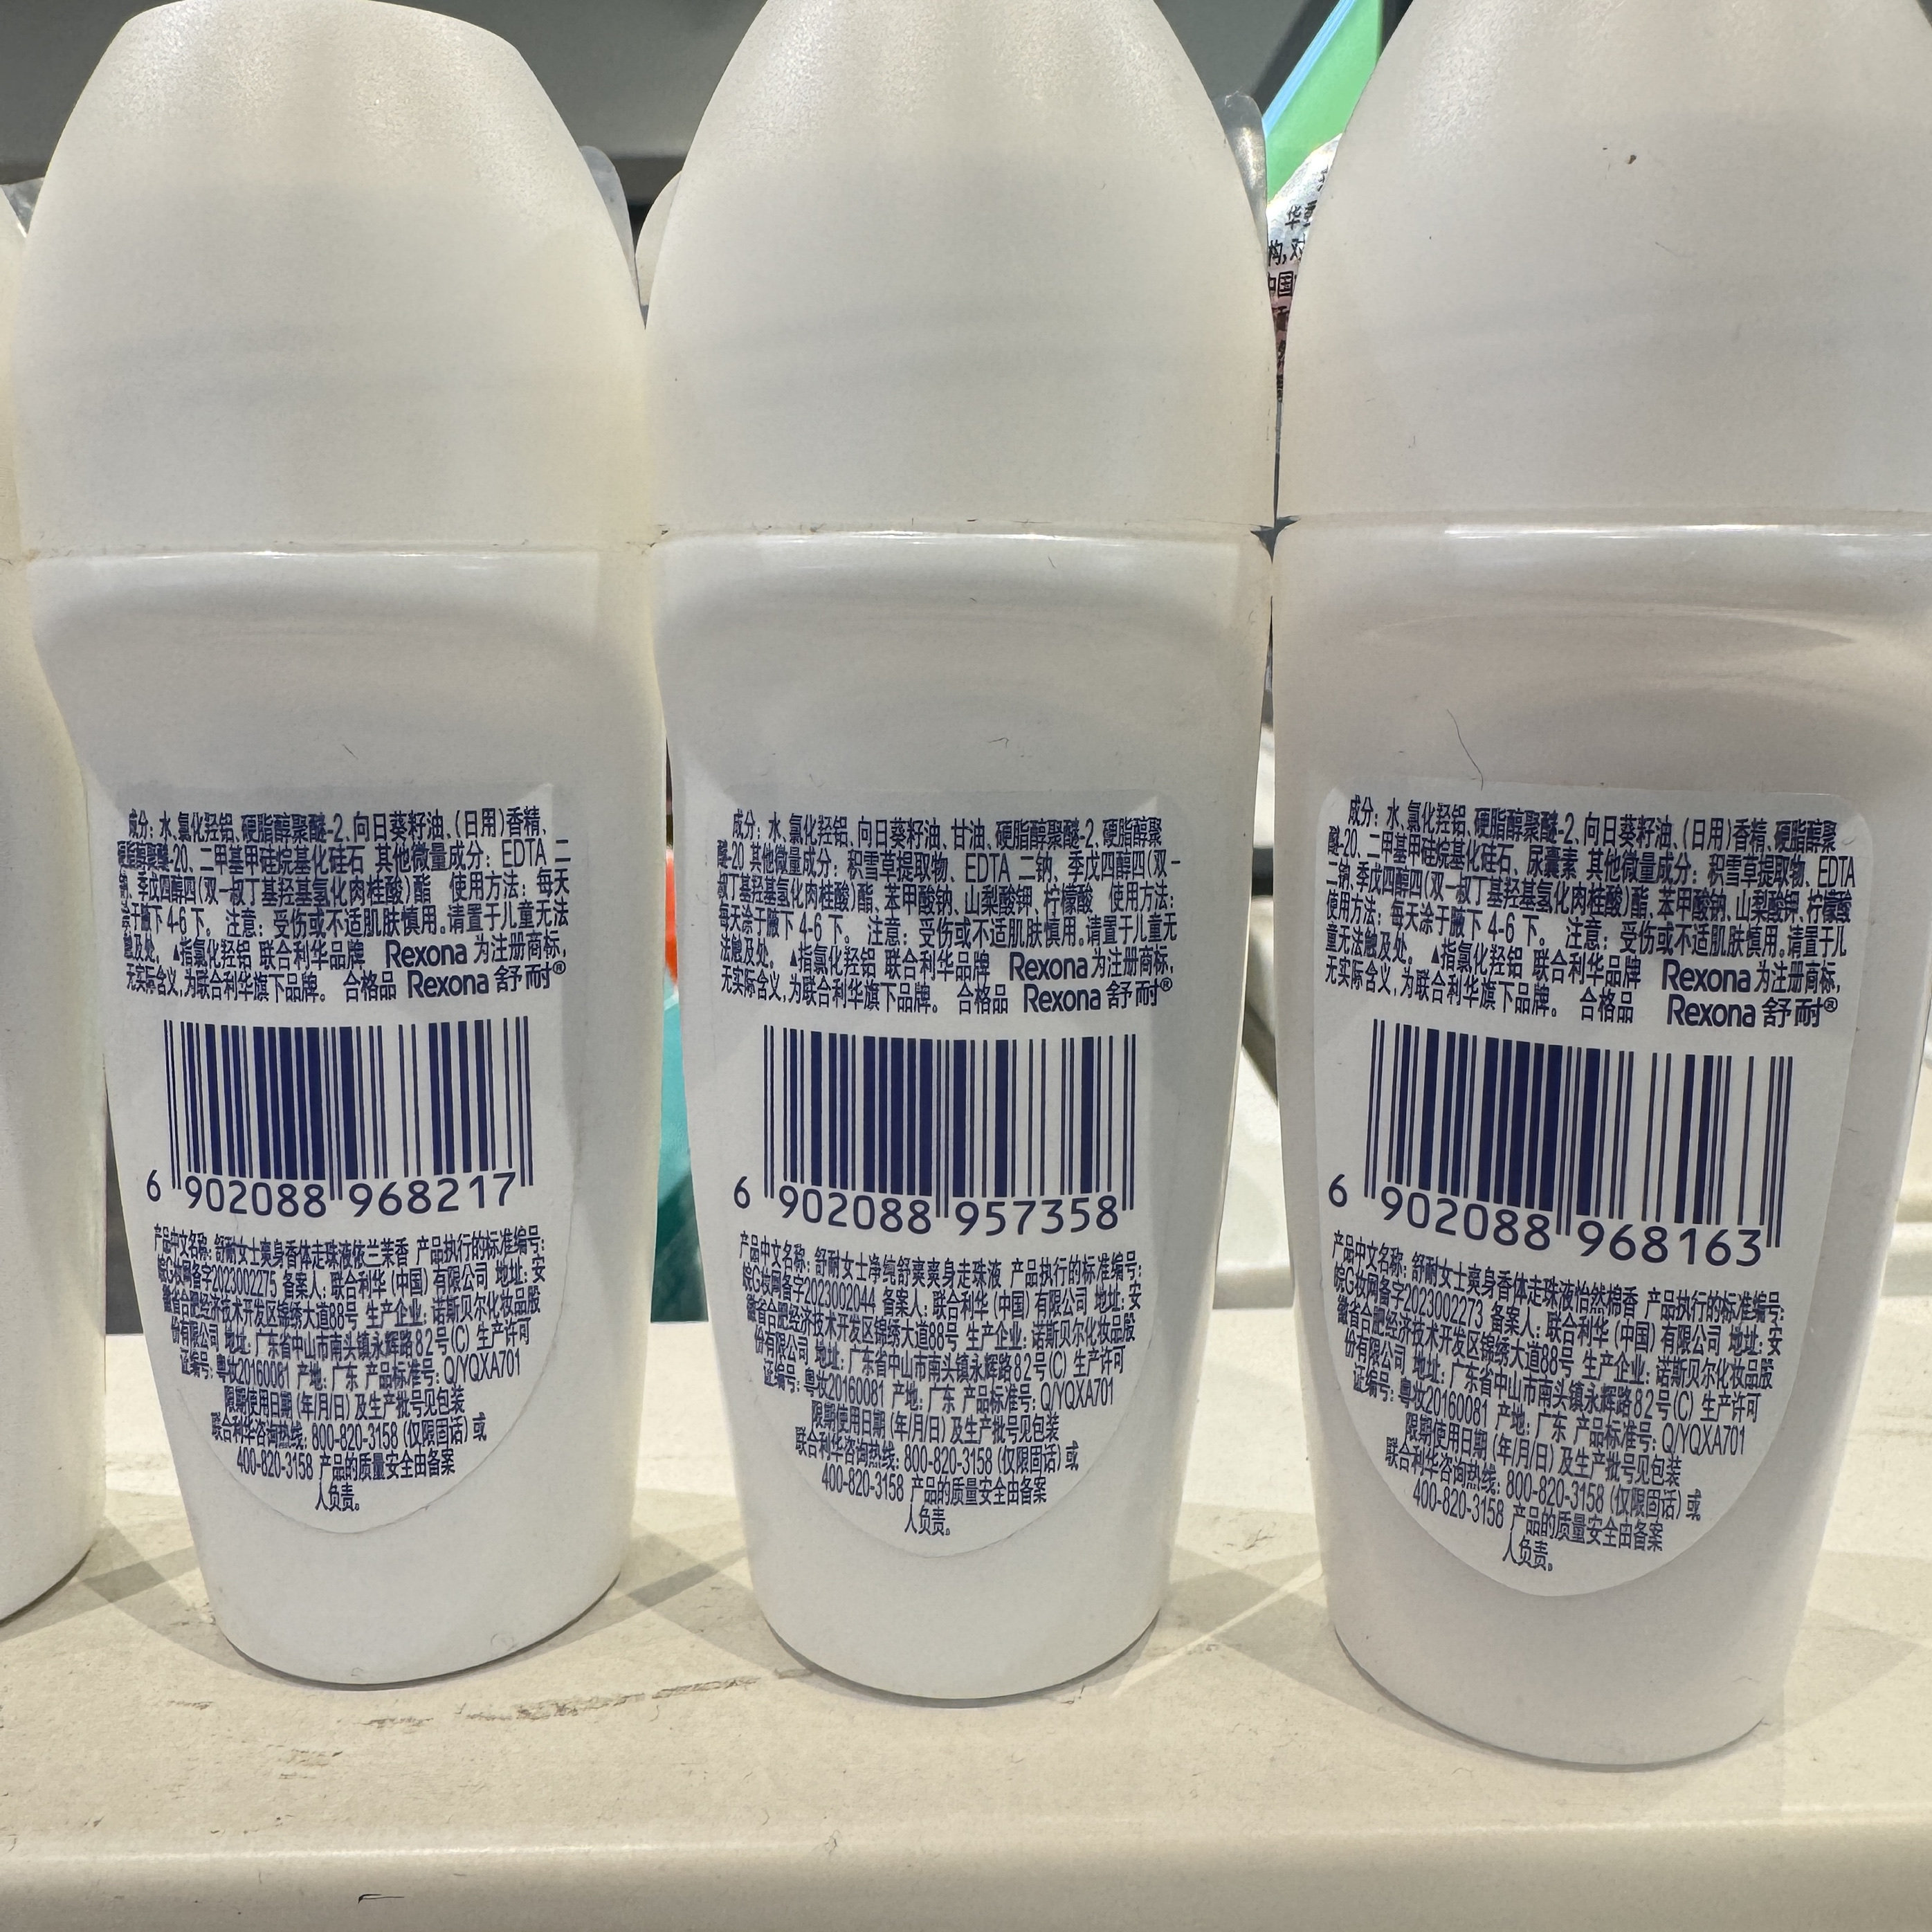 成分：水、氯化羟铝、硬脂醇聚醚-2、向日葵籽油、(日用)香精、
硬脂醇聚醚-20、二甲基甲硅烷基化硅石 其他微量成分：EDTA 二
钠、季戊四醇四(双-叔丁基羟基氢化肉桂酸)酯 使用方法：每天
涂于腋下 4-6 下。 注意：受伤或不适肌肤慎用。请置于儿童无法
触及处。 ▲指氯化羟铝 联合利华品牌 Rexona 为注册商标，
无实际含义，为联合利华旗下品牌。 合格品 Rexona 舒耐®
6 902088 968217
产品中文名称：舒耐女士爽身香体走珠液依兰茉香 产品执行的标准编号：
皖G妆网备字2023002275 备案人：联合利华(中国)有限公司 地址：安
徽省合肥经济技术开发区锦绣大道88号 生产企业：诺斯贝尔化妆品股
份有限公司 地址：广东省中山市南头镇永辉路82号(C) 生产许可
证编号：粤妆20160081 产地：广东 产品标准号：Q/YQXA701
限期使用日期(年/月/日)及生产批号见包装
联合利华咨询热线：800-820-3158(仅限固话)或
400-820-3158 产品的质量安全由备案
人负责。
成分：水、氯化羟铝、向日葵籽油、甘油、硬脂醇聚醚-2、硬脂醇聚
醚-20 其他微量成分：积雪草提取物、EDTA 二钠、季戊四醇四(双-
叔丁基羟基氢化肉桂酸)酯、苯甲酸钠、山梨酸钾、柠檬酸 使用方法：
每天涂于腋下 4-6 下。 注意：受伤或不适肌肤慎用。请置于儿童无
法触及处。 ▲指氯化羟铝 联合利华品牌 Rexona 为注册商标，
无实际含义，为联合利华旗下品牌。 合格品 Rexona 舒耐®
6 902088 957358
产品中文名称：舒耐女士净纯舒爽爽身走珠液 产品执行的标准编号：
皖G妆网备字2023002044 备案人：联合利华(中国)有限公司 地址：安
徽省合肥经济技术开发区锦绣大道88号 生产企业：诺斯贝尔化妆品股
份有限公司 地址：广东省中山市南头镇永辉路82号(C) 生产许可
证编号：粤妆20160081 产地：广东 产品标准号：Q/YQXA701
限期使用日期(年/月/日)及生产批号见包装
联合利华咨询热线：800-820-3158(仅限固话)或
400-820-3158 产品的质量安全由备案
人负责。
成分：水、氯化羟铝、硬脂醇聚醚-2、向日葵籽油、(日用)香精、硬脂醇聚
醚-20、二甲基甲硅烷基化硅石、尿囊素 其他微量成分：积雪草提取物、EDTA
二钠、季戊四醇四(双-叔丁基羟基氢化肉桂酸)酯、苯甲酸钠、山梨酸钾、柠檬酸
使用方法：每天涂于腋下 4-6 下。 注意：受伤或不适肌肤慎用。请置于儿
童无法触及处。 ▲指氯化羟铝 联合利华品牌 Rexona 为注册商标，
无实际含义，为联合利华旗下品牌。 合格品 Rexona 舒耐®
6 902088 968163
产品中文名称：舒耐女士爽身香体走珠液怡然棉香 产品执行的标准编号：
皖G妆网备字2023002273 备案人：联合利华(中国)有限公司 地址：安
徽省合肥经济技术开发区锦绣大道88号 生产企业：诺斯贝尔化妆品股
份有限公司 地址：广东省中山市南头镇永辉路82号(C) 生产许可
证编号：粤妆20160081 产地：广东 产品标准号：Q/YQXA701
限期使用日期(年/月/日)及生产批号见包装
联合利华咨询热线：800-820-3158(仅限固话)或
400-820-3158 产品的质量安全由备案
人负责。